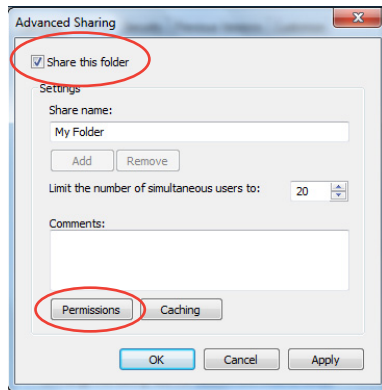 Advanced Sharing
Share this folder
Settings
Share name:
My Folder
Add Remove
Limit the number of simultaneous users to: 20
Comments:
Permissions Caching
OK Cancel Apply